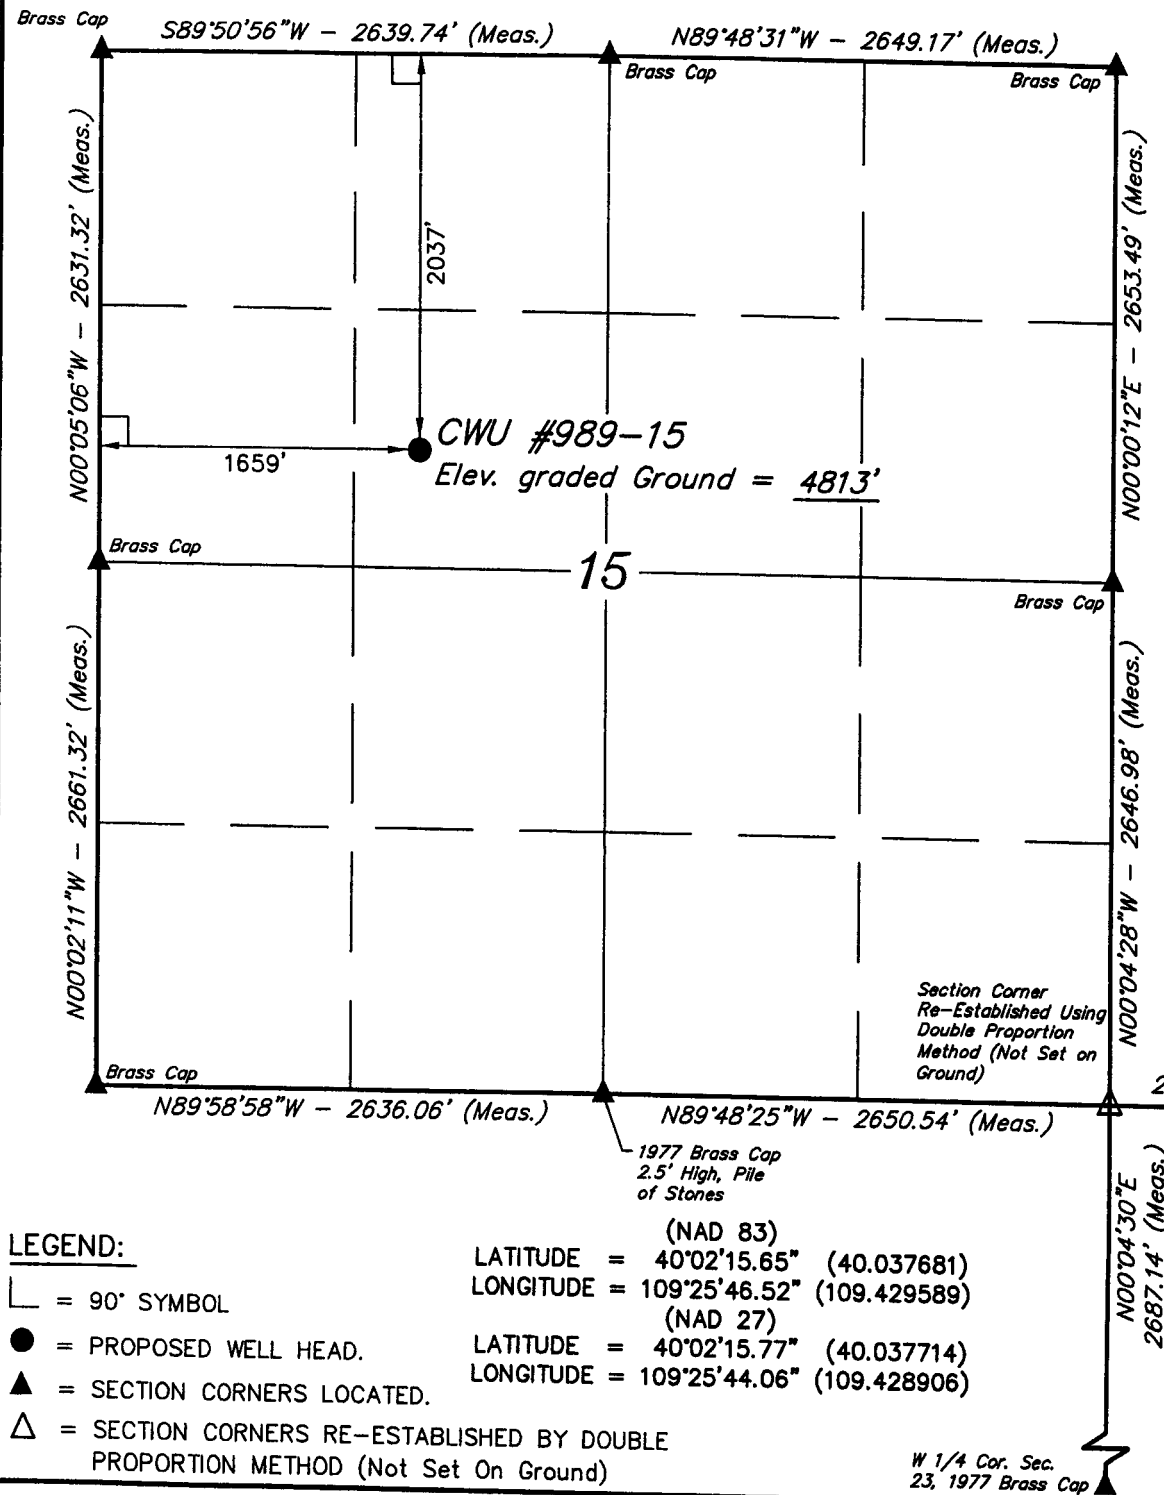 Brass Cap
S89°50'56"W - 2639.74' (Meas.)
N89°48'31"W - 2649.17' (Meas.)
Brass Cap
Brass Cap
N00°05'06"W - 2631.32' (Meas.)
2037'
N00°00'12"E - 2653.49' (Meas.)
CWU #989-15
1659'
Elev. graded Ground = 4813'
Brass Cap
15
Brass Cap
N00°02'11"W - 2661.32' (Meas.)
N00°04'28"W - 2646.98' (Meas.)
Section Corner
Re-Established Using
Double Proportion
Method (Not Set on
Ground)
Brass Cap
2
N89°58'58"W - 2636.06' (Meas.)
N89°48'25"W - 2650.54' (Meas.)
1977 Brass Cap
2.5' High, Pile
of Stones
N00°04'30"E
2687.14' (Meas.)
LEGEND:
= 90° SYMBOL
= PROPOSED WELL HEAD.
= SECTION CORNERS LOCATED.
= SECTION CORNERS RE-ESTABLISHED BY DOUBLE
PROPORTION METHOD (Not Set On Ground)
(NAD 83)
LATITUDE = 40°02'15.65" (40.037681)
LONGITUDE = 109°25'46.52" (109.429589)
(NAD 27)
LATITUDE = 40°02'15.77" (40.037714)
LONGITUDE = 109°25'44.06" (109.428906)
W 1/4 Cor. Sec.
23, 1977 Brass Cap